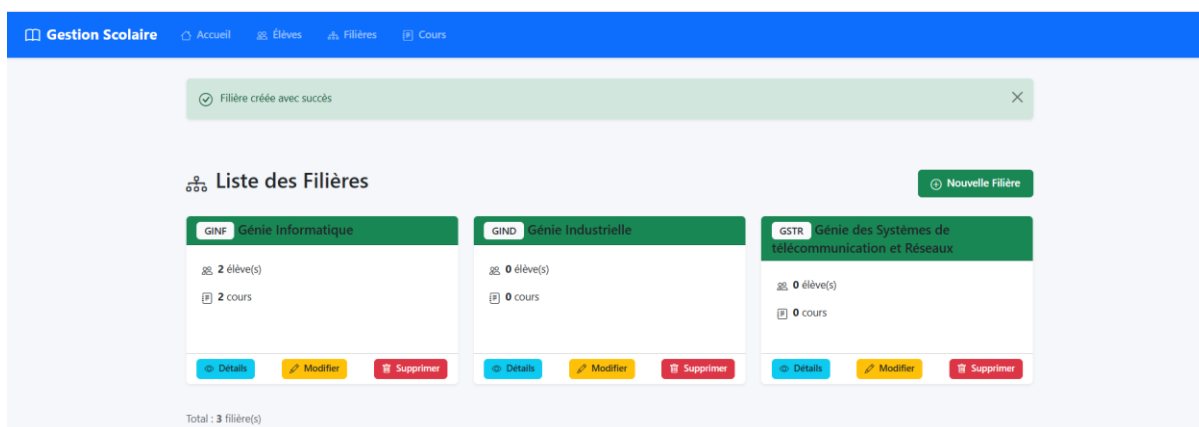 Gestion Scolaire Accueil Élèves Filières Cours
Filière créée avec succès
Liste des Filières
Nouvelle Filière
GINF Génie Informatique
2 élève(s)
2 cours
Détails Modifier Supprimer
GIND Génie Industrielle
0 élève(s)
0 cours
Détails Modifier Supprimer
GSTR Génie des Systèmes de
télécommunication et Réseaux
0 élève(s)
0 cours
Détails Modifier Supprimer
Total : 3 filière(s)